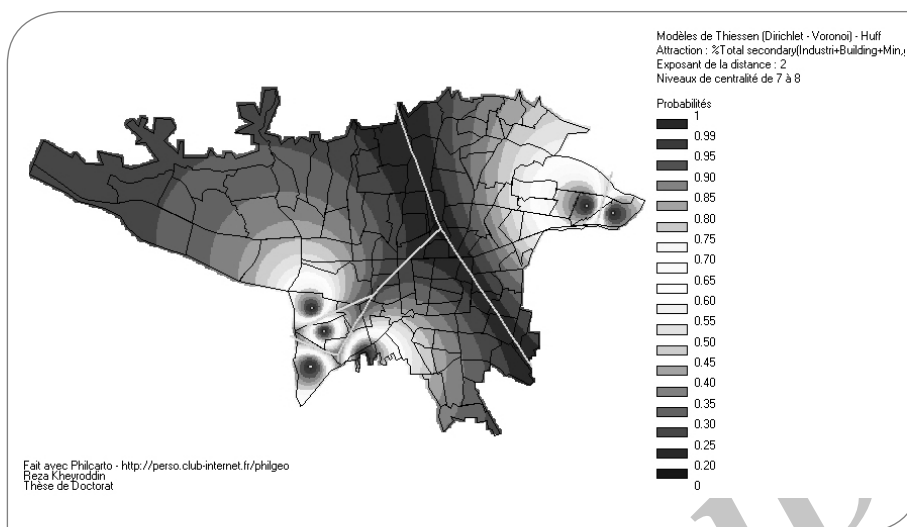 Modèles de Thiessen (Dirichlet - Voronoi) - Huff
Attraction : %Total secondary(Industri+Building+Min,
Exposant de la distance : 2
Niveaux de centralité de 7 à 8
Probabilités
1
0.99
0.95
0.90
0.85
0.80
0.75
0.70
0.65
0.60
0.55
0.50
0.45
0.40
0.35
0.30
0.25
0.20
0
Fait avec Philcarto - http://perso.club-internet.fr/philgeo
Reza Kheyroddin
Thèse de Doctorat